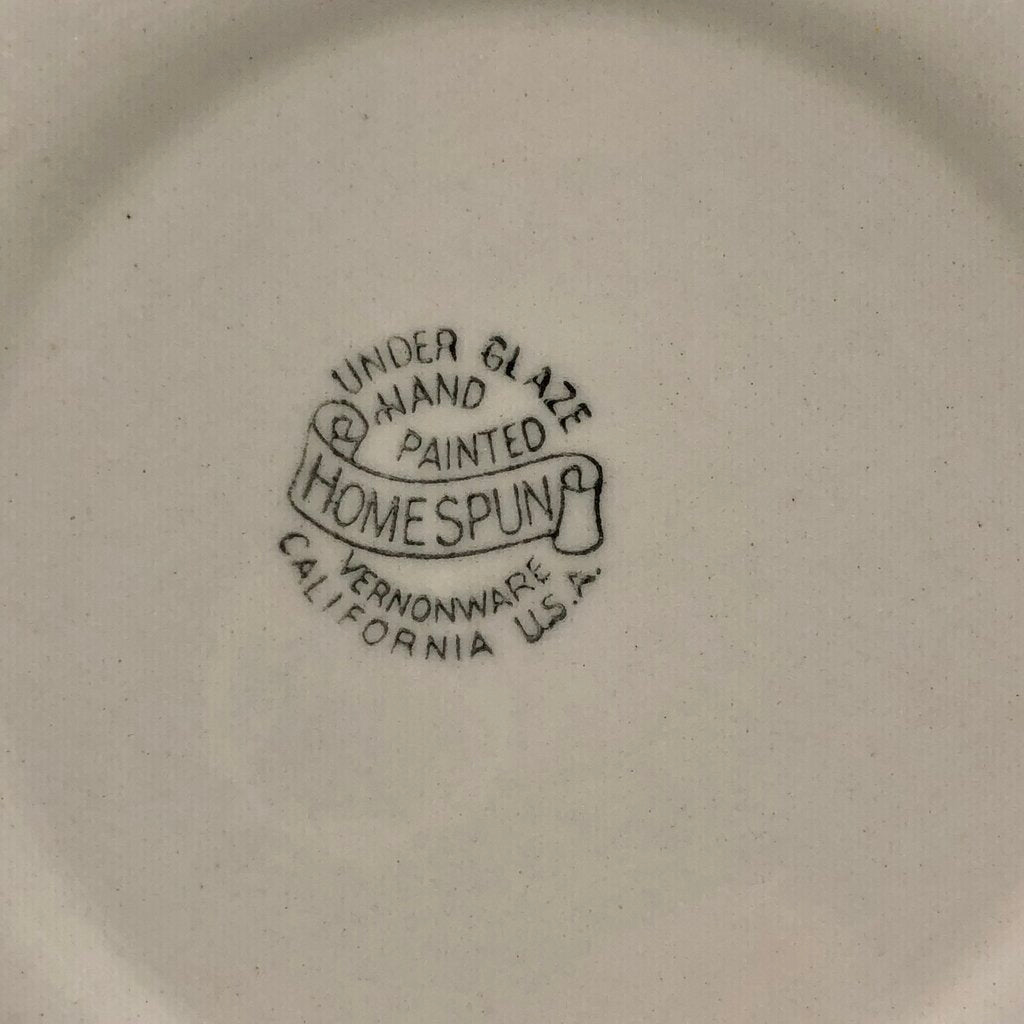 UNDER GLAZE
HAND
PAINTED
HOMESPUN
VERNONWARE
CALIFORNIA U.S.A.